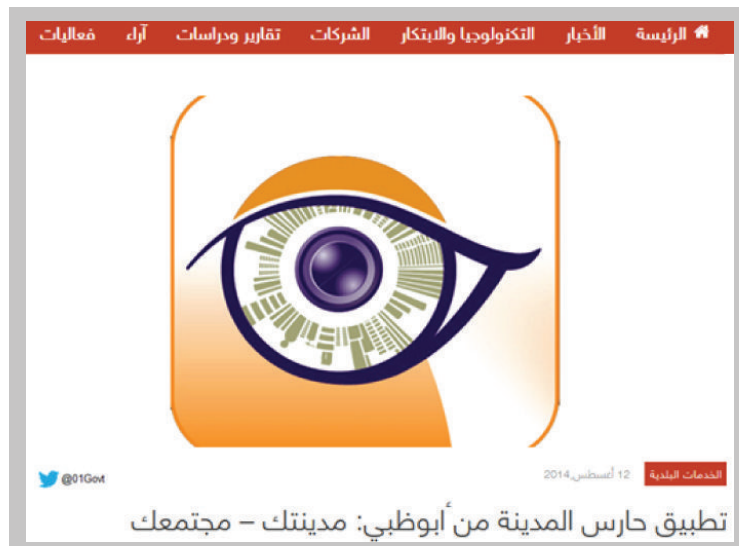 الرئيسة الأخبار التكنولوجيا والابتكار الشركات تقارير ودراسات آراء فعاليات
الخدمات البلدية 12 أغسطس,2014 @01Govt
تطبيق حارس المدينة من أبوظبي: مدينتك – مجتمعك